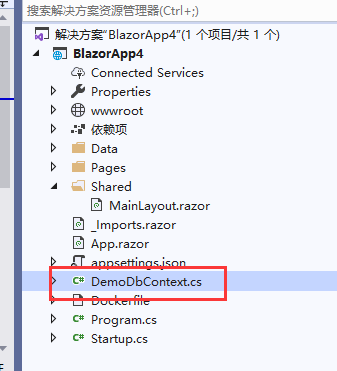 搜索解决方案资源管理器(Ctrl+;)
解决方案"BlazorApp4"(1 个项目/共 1 个)
BlazorApp4
Connected Services
Properties
wwwroot
依赖项
Data
Pages
Shared
MainLayout.razor
_Imports.razor
App.razor
appsettings.json
C# DemoDbContext.cs
Dockerfile
C# Program.cs
C# Startup.cs